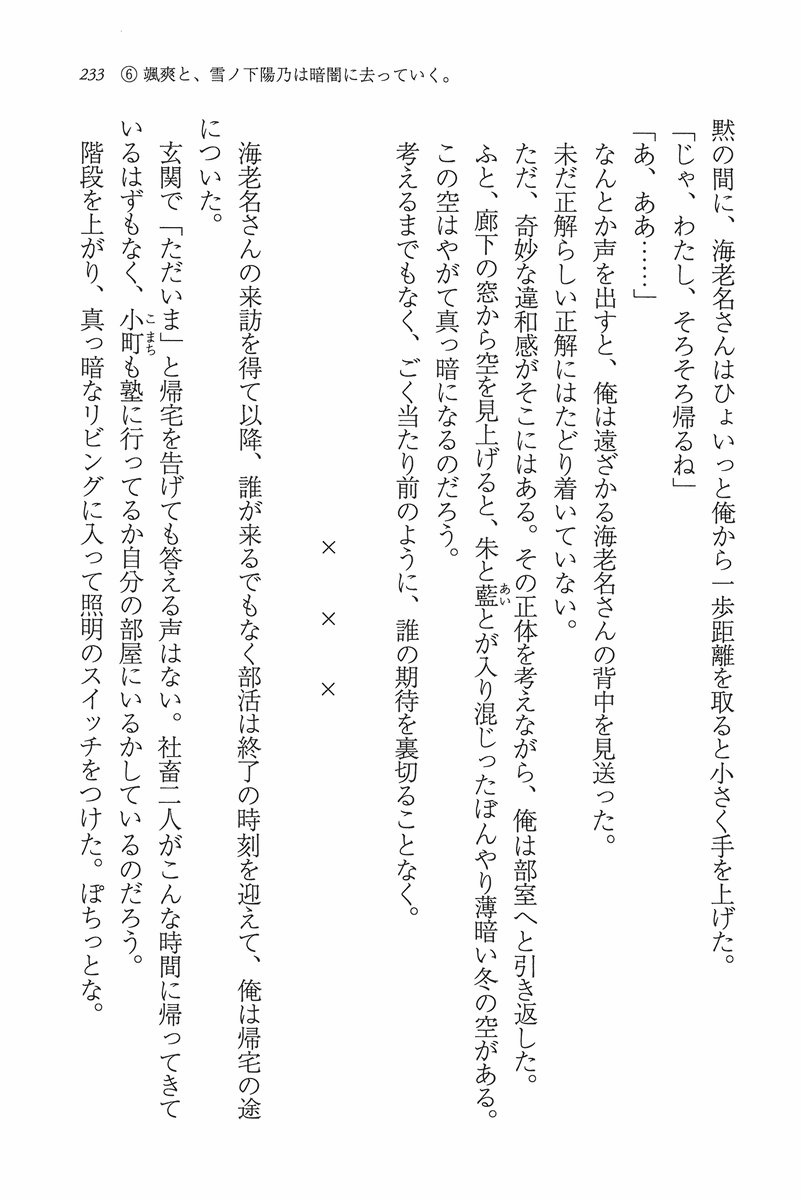 233 ⑥ 颯爽と、雪ノ下陽乃は暗闇に去っていく。
黙の間に、海老名さんはひょいっと俺から一歩距離を取ると小さく手を上げた。
「じゃ、わたし、そろそろ帰るね」
「あ、ああ……」
なんとか声を出すと、俺は遠ざかる海老名さんの背中を見送った。
未だ正解らしい正解にはたどり着いていない。
ただ、奇妙な違和感がそこにはある。その正体を考えながら、俺は部室へと引き返した。
ふと、廊下の窓から空を見上げると、朱と藍とが入り混じったぼんやり薄暗い冬の空がある。
あい
この空はやがて真っ暗になるのだろう。
考えるまでもなく、ごく当たり前のように、誰の期待を裏切ることなく。
× × ×
海老名さんの来訪を得て以降、誰が来るでもなく部活は終了の時刻を迎えて、俺は帰宅の途
についた。
玄関で「ただいま」と帰宅を告げても答える声はない。社畜二人がこんな時間に帰ってきて
いるはずもなく、小町も塾に行ってるか自分の部屋にいるかしているのだろう。
こまち
階段を上がり、真っ暗なリビングに入って照明のスイッチをつけた。ぽちっとな。